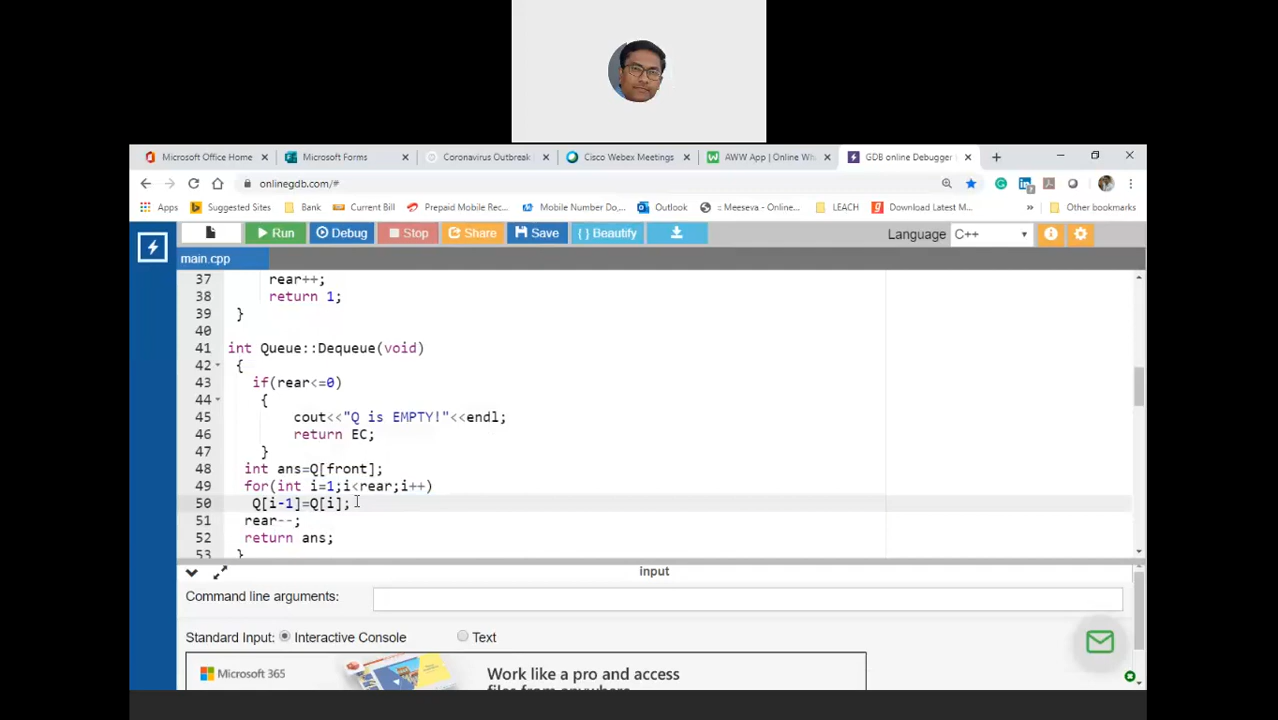 Microsoft Office Home
Microsoft Forms
Coronavirus Outbreak
Cisco Webex Meetings
AWW App | Online Wh
GDB online Debugger |
onlinegdb.com/#
Apps
Suggested Sites
Bank
Current Bill
Prepaid Mobile Rec...
Mobile Number Do,...
Outlook
:: Meeseva - Online...
LEACH
Download Latest M...
»
Other bookmarks
Run
Debug
Stop
Share
Save
{ } Beautify
Language
C++
main.cpp
37 rear++;
38 return 1;
39 }
40
41 int Queue::Dequeue(void)
42 {
43 if(rear<=0)
44 {
45 cout<<"Q is EMPTY!"<<endl;
46 return EC;
47 }
48 int ans=Q[front];
49 for(int i=1;i<rear;i++)
50 Q[i-1]=Q[i];
51 rear--;
52 return ans;
53 }
input
Command line arguments:
Standard Input:
Interactive Console
Text
Microsoft 365
Work like a pro and access
files from anywhere